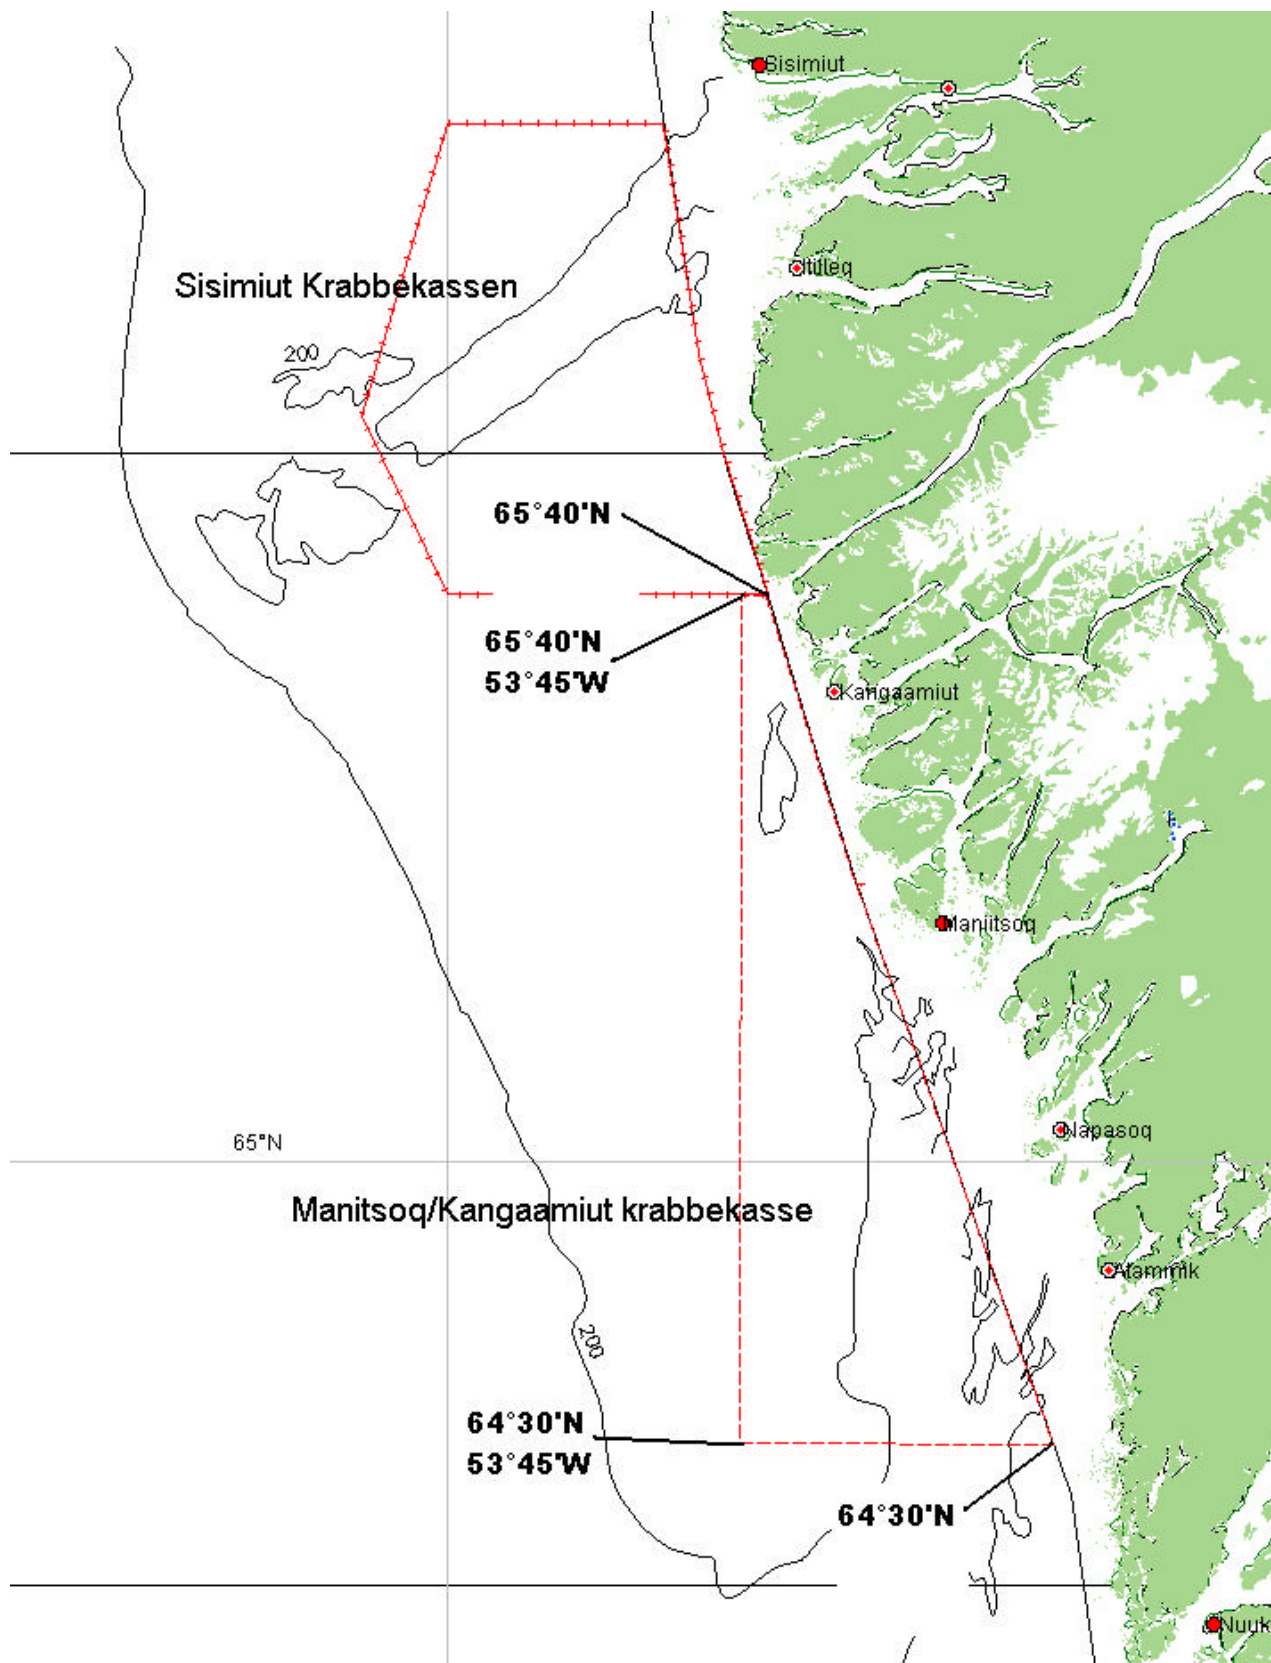 Sisimiut
Itilleq
Sisimiut Krabbekassen
200
65°40'N
65°40'N
53°45'W
Kangaamiut
Maniitsoq
Napasoq
65°N
Manitsoq/Kangaamiut krabbekasse
Atammik
200
64°30'N
53°45'W
64°30'N
Nuuk